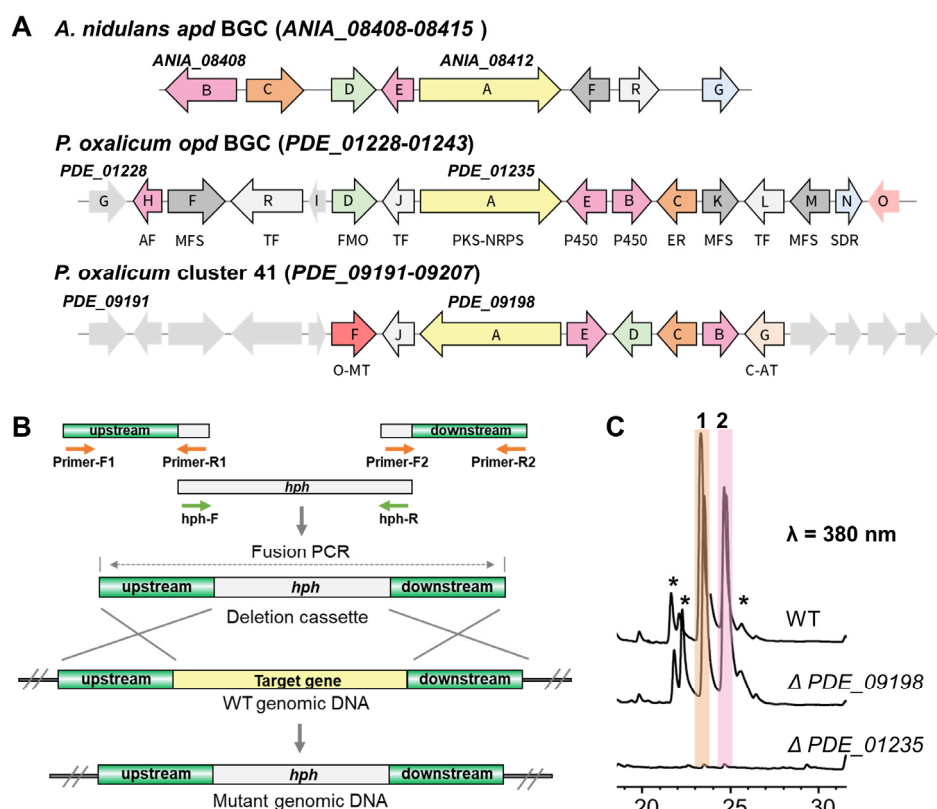 A A. nidulans apd BGC (ANIA_08408-08415 )
ANIA_08408 ANIA_08412
B C D E A F R G
P. oxalicum opd BGC (PDE_01228-01243)
PDE_01228 PDE_01235
G H F R I D J A E B C K L M N O
AF MFS TF FMO TF PKS-NRPS P450 P450 ER MFS TF MFS SDR
P. oxalicum cluster 41 (PDE_09191-09207)
PDE_09191 PDE_09198
F J A E D C B G
O-MT C-AT
B
upstream downstream
Primer-F1 Primer-R1 Primer-F2 Primer-R2
hph
hph-F hph-R
Fusion PCR
upstream hph downstream
Deletion cassette
upstream Target gene downstream
WT genomic DNA
upstream hph downstream
Mutant genomic DNA
C
1 2
λ = 380 nm
* * *
WT
Δ PDE_09198
Δ PDE_01235
20 25 30